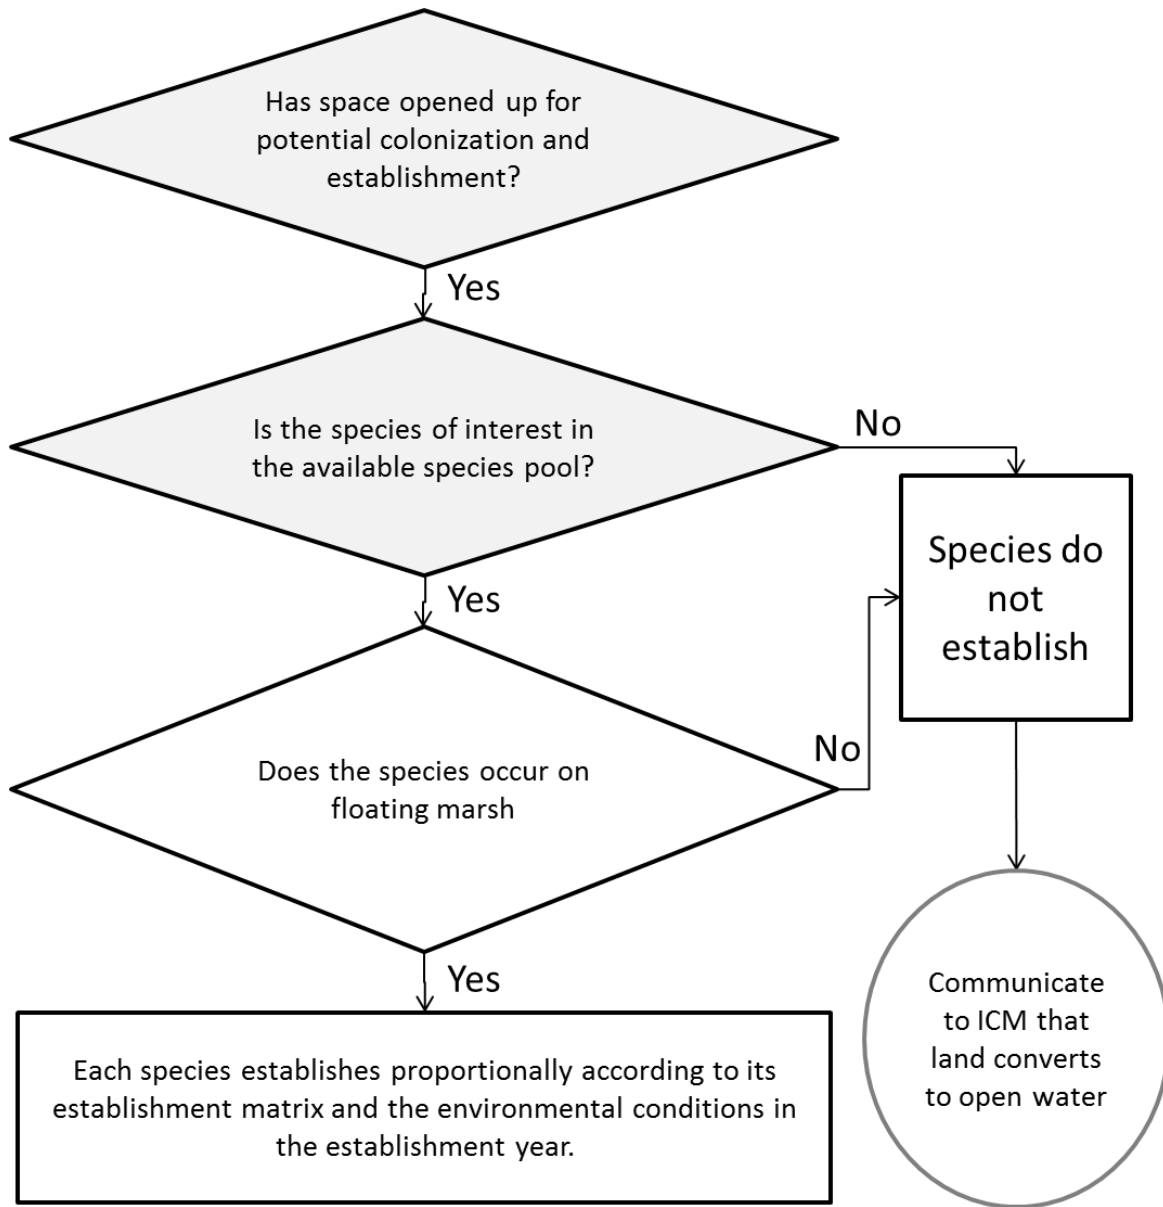 Has space opened up for
potential colonization and
establishment?
Yes
Is the species of interest in
the available species pool?
No
Yes
Species do
not
establish
Does the species occur on
floating marsh
No
Yes
Each species establishes proportionally according to its
establishment matrix and the environmental conditions in
the establishment year.
Communicate
to ICM that
land converts
to open water